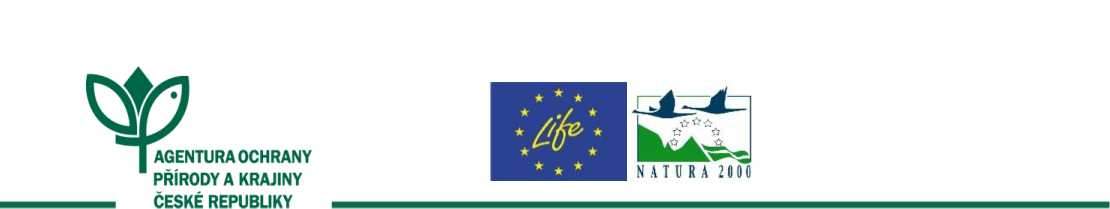 AGENTURA OCHRANY
PŘÍRODY A KRAJINY
ČESKÉ REPUBLIKY
Life
NATURA 2000